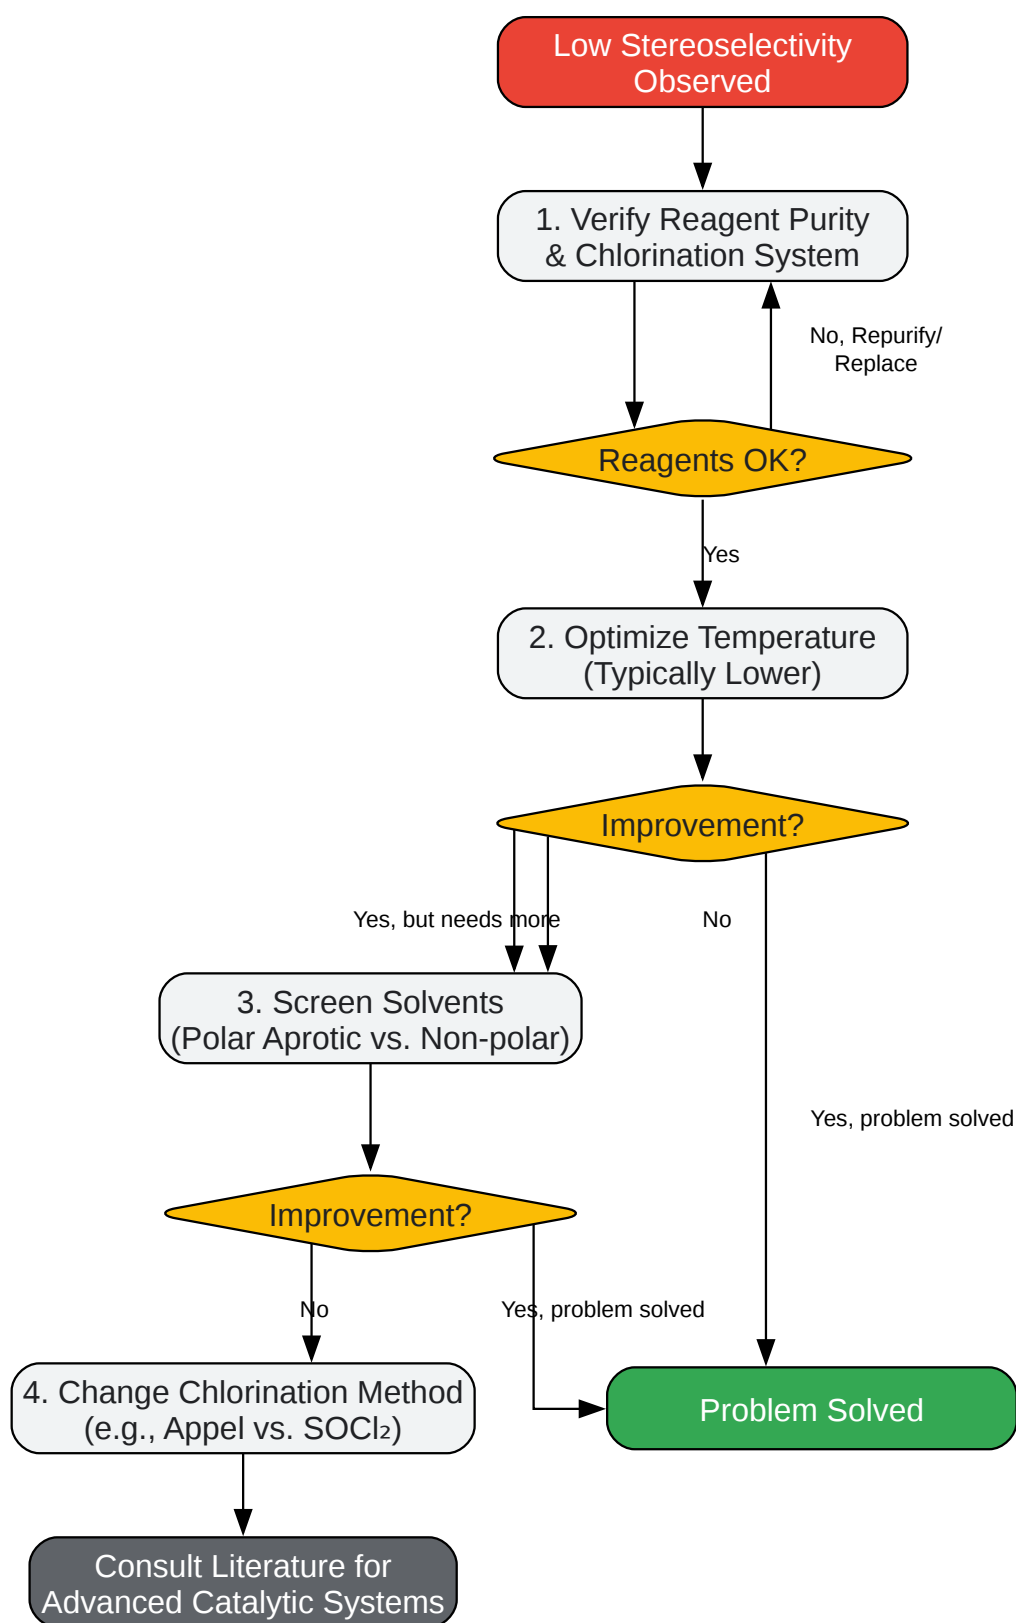 Low Stereoselectivity
Observed
1. Verify Reagent Purity
& Chlorination System
No, Repurify/
Replace
Reagents OK?
Yes
2. Optimize Temperature
(Typically Lower)
Improvement?
Yes, but needs more
No
3. Screen Solvents
(Polar Aprotic vs. Non-polar)
Yes, problem solved
Improvement?
No
Yes, problem solved
4. Change Chlorination Method
(e.g., Appel vs. SOCl₂)
Problem Solved
Consult Literature for
Advanced Catalytic Systems